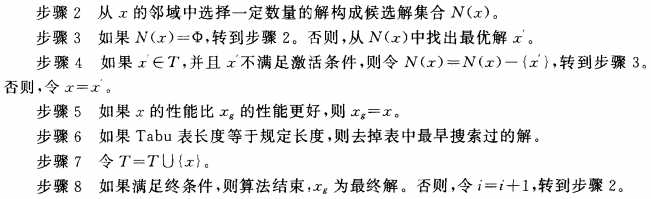 步骤 2 从 x 的邻域中选择一定数量的解构成候选解集合 N(x)。
步骤 3 如果 N(x)=Φ,转到步骤 2。否则,从 N(x)中找出最优解 x'。
步骤 4 如果 x'∈T,并且 x'不满足激活条件,则令 N(x)=N(x)-{x'},转到步骤 3。
否则,令 x=x'。
步骤 5 如果 x 的性能比 xg 的性能更好,则 xg=x。
步骤 6 如果 Tabu 表长度等于规定长度,则去掉表中最早搜索过的解。
步骤 7 令 T=T∪{x}。
步骤 8 如果满足终条件,则算法结束,xg 为最终解。否则,令 i=i+1,转到步骤 2。